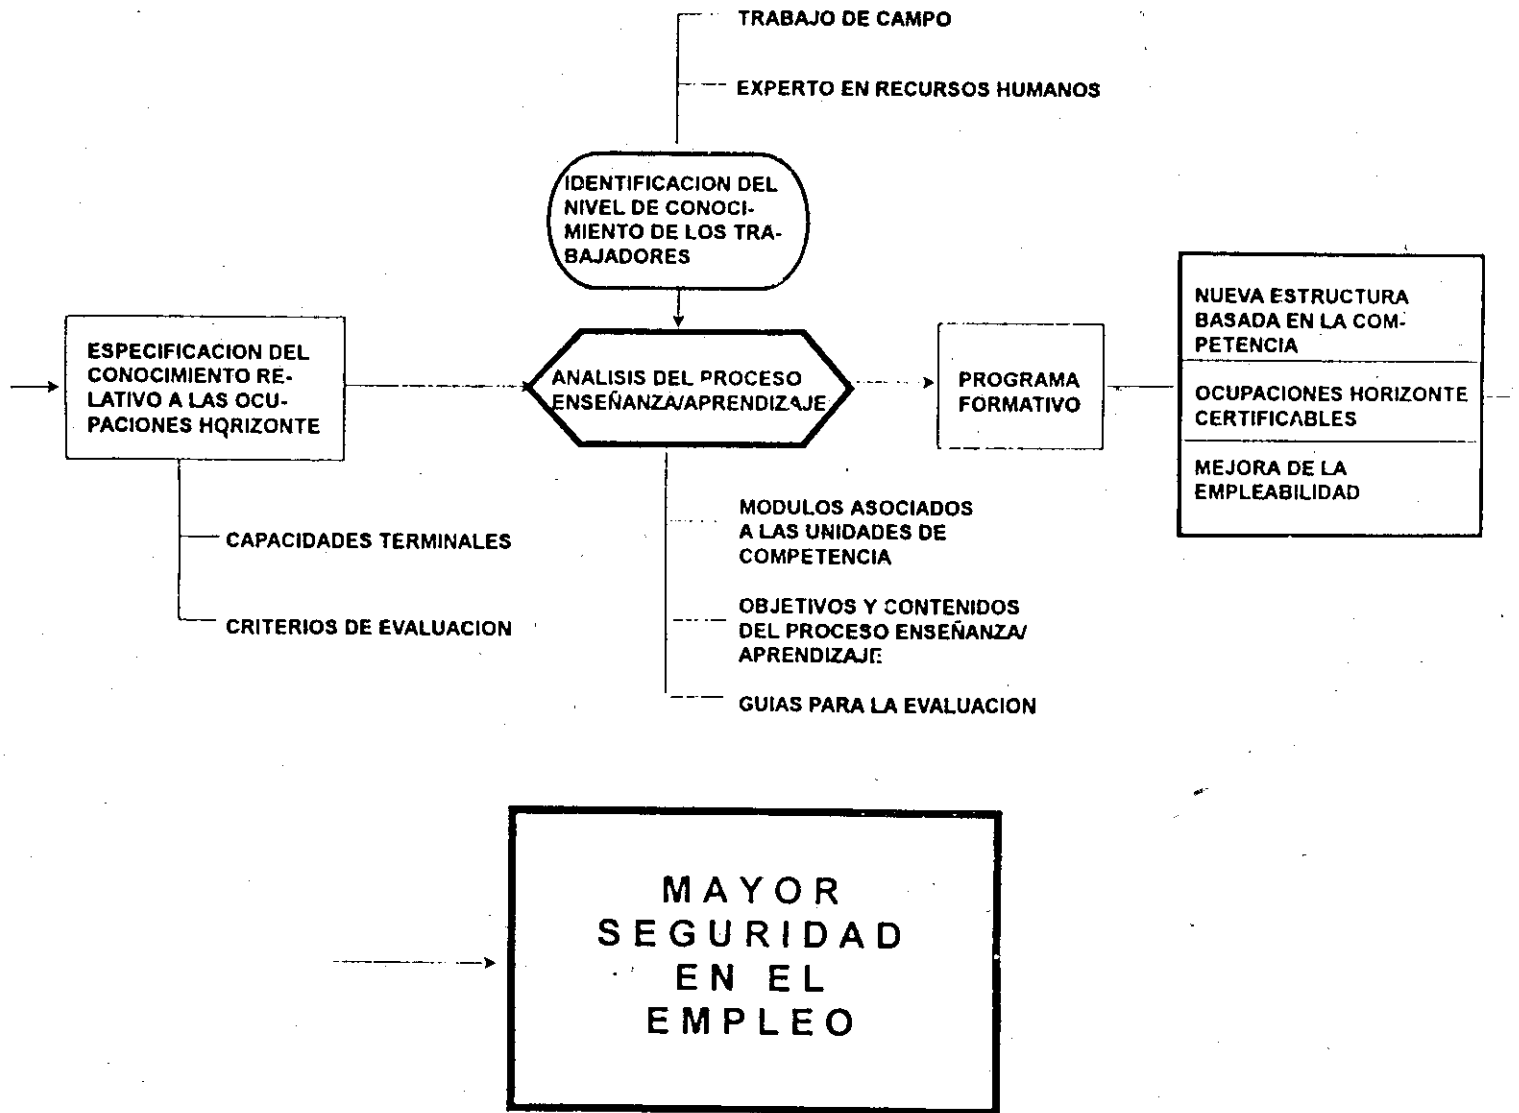 TRABAJO DE CAMPO
EXPERTO EN RECURSOS HUMANOS
IDENTIFICACION DEL
NIVEL DE CONOCI-
MIENTO DE LOS TRA-
BAJADORES
ESPECIFICACION DEL
CONOCIMIENTO RE-
LATIVO A LAS OCU-
PACIONES HORIZONTE
ANALISIS DEL PROCESO
ENSEÑANZA/APRENDIZAJE
PROGRAMA
FORMATIVO
NUEVA ESTRUCTURA
BASADA EN LA COM-
PETENCIA
OCUPACIONES HORIZONTE
CERTIFICABLES
MEJORA DE LA
EMPLEABILIDAD
CAPACIDADES TERMINALES
CRITERIOS DE EVALUACION
MODULOS ASOCIADOS
A LAS UNIDADES DE
COMPETENCIA
OBJETIVOS Y CONTENIDOS
DEL PROCESO ENSEÑANZA/
APRENDIZAJE
GUIAS PARA LA EVALUACION
MAYOR
SEGURIDAD
EN EL
EMPLEO